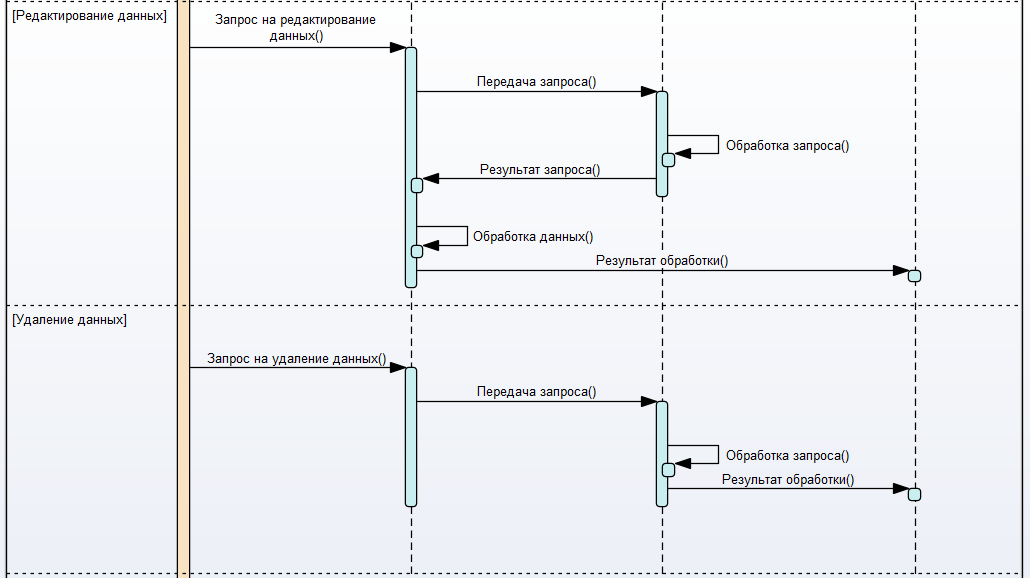 [Редактирование данных]
Запрос на редактирование
данных()
Передача запроса()
Обработка запроса()
Результат запроса()
Обработка данных()
Результат обработки()
[Удаление данных]
Запрос на удаление данных()
Передача запроса()
Обработка запроса()
Результат обработки()